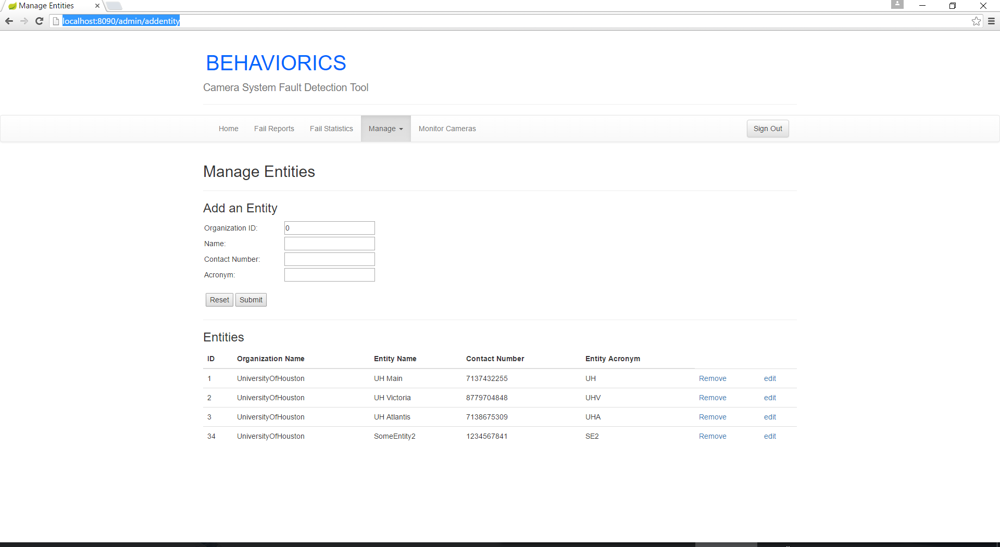 Manage Entities
localhost:8090/admin/addentity
BEHAVIORICS
Camera System Fault Detection Tool
Home Fail Reports Fail Statistics Manage Monitor Cameras Sign Out
Manage Entities
Add an Entity
Organization ID: 0
Name:
Contact Number:
Acronym:
Reset Submit
Entities
ID Organization Name Entity Name Contact Number Entity Acronym
1 UniversityOfHouston UH Main 7137432255 UH Remove edit
2 UniversityOfHouston UH Victoria 8779704848 UHV Remove edit
3 UniversityOfHouston UH Atlantis 7138675309 UHA Remove edit
34 UniversityOfHouston SomeEntity2 1234567841 SE2 Remove edit